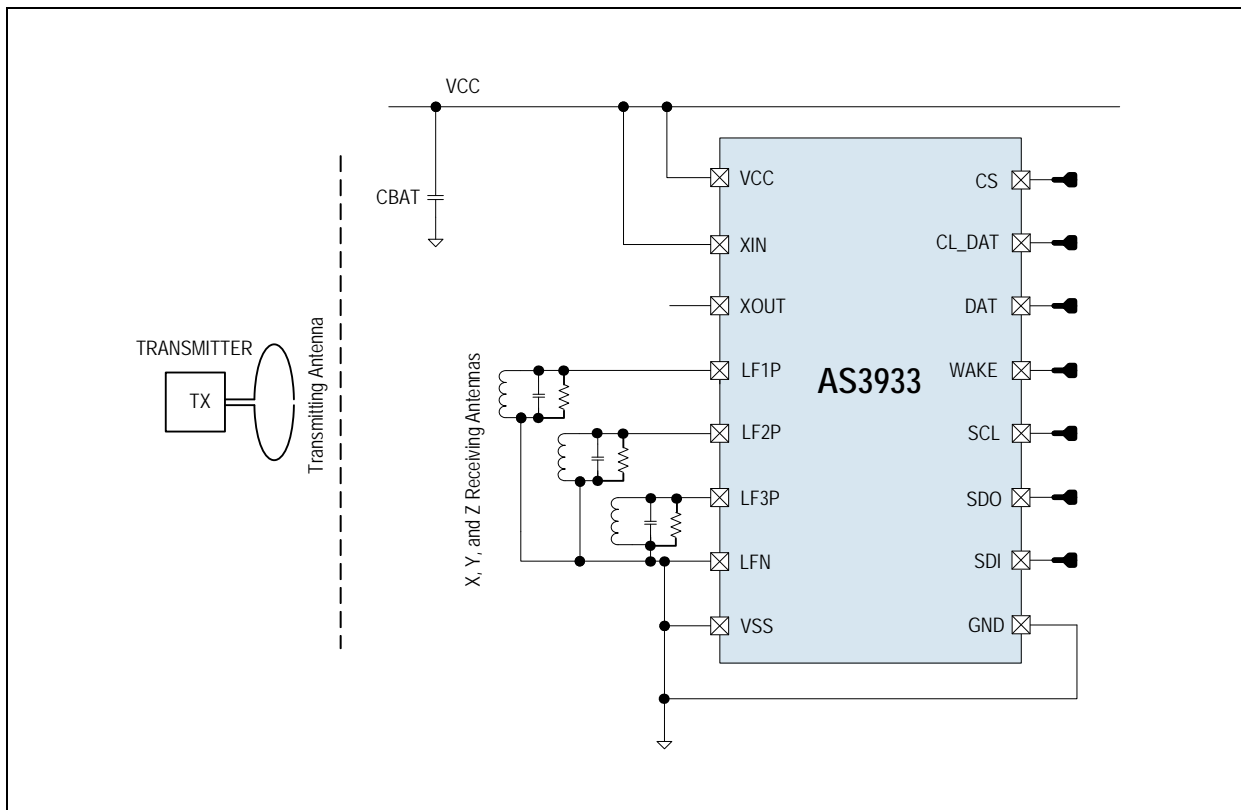 VCC
CBAT
TRANSMITTER
TX
Transmitting Antenna
X, Y, and Z Receiving Antennas
AS3933
VCC
XIN
XOUT
LF1P
LF2P
LF3P
LFN
VSS
CS
CL_DAT
DAT
WAKE
SCL
SDO
SDI
GND